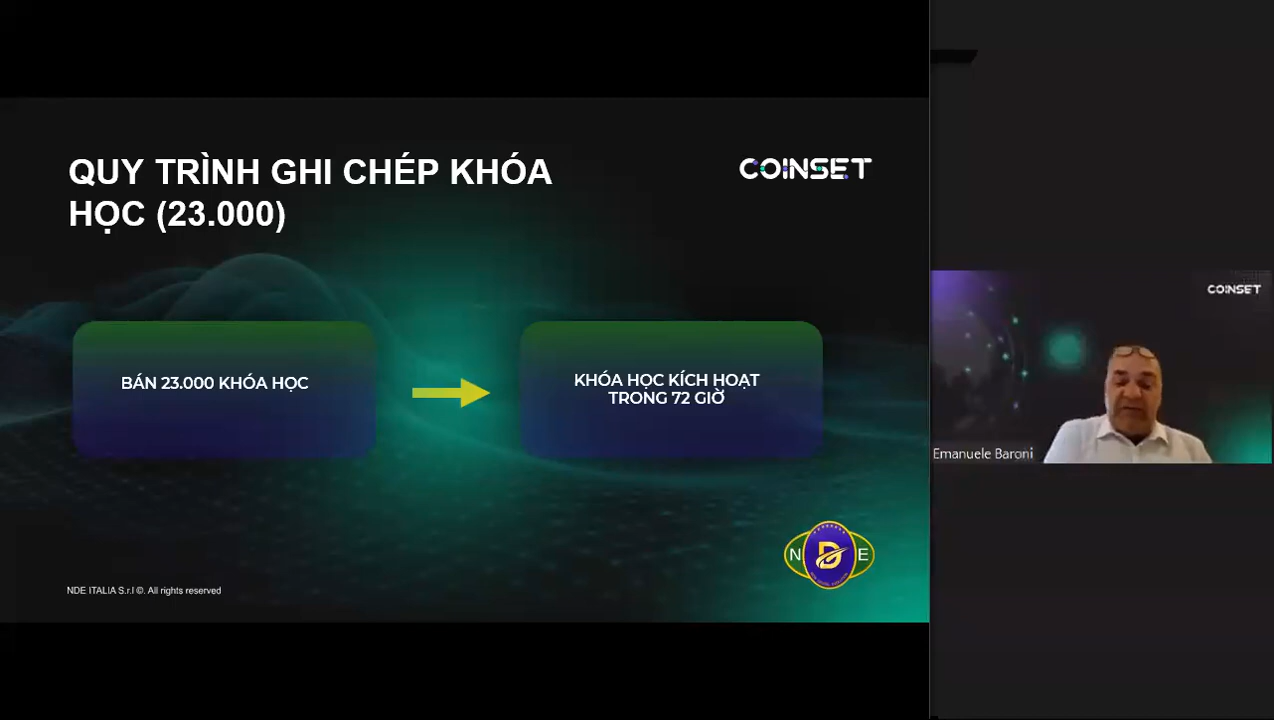 QUY TRÌNH GHI CHÉP KHÓA
HỌC (23.000)
COINSET
BÁN 23.000 KHÓA HỌC
KHÓA HỌC KÍCH HOẠT
TRONG 72 GIỜ
N D E
NDE ITALIA S.r.l ©. All rights reserved
COINSET
Emanuele Baroni